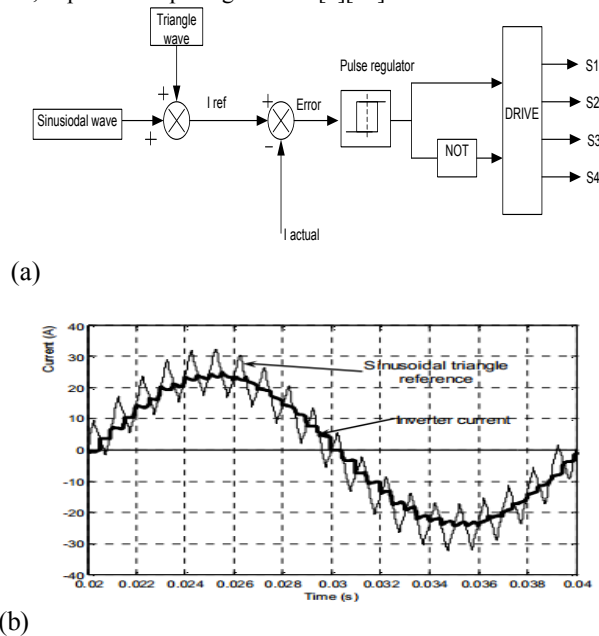 Triangle
wave
Sinusiodal wave
+
+
I ref
+
−
Error
I actual
Pulse regulator
NOT
DRIVE
S1
S2
S3
S4
(a)
Current (A)
40
30
20
10
0
-10
-20
-30
-40
Sinusoidal triangle
reference
Inverter current
0.02 0.022 0.024 0.026 0.028 0.03 0.032 0.034 0.036 0.038 0.04
Time (s)
(b)